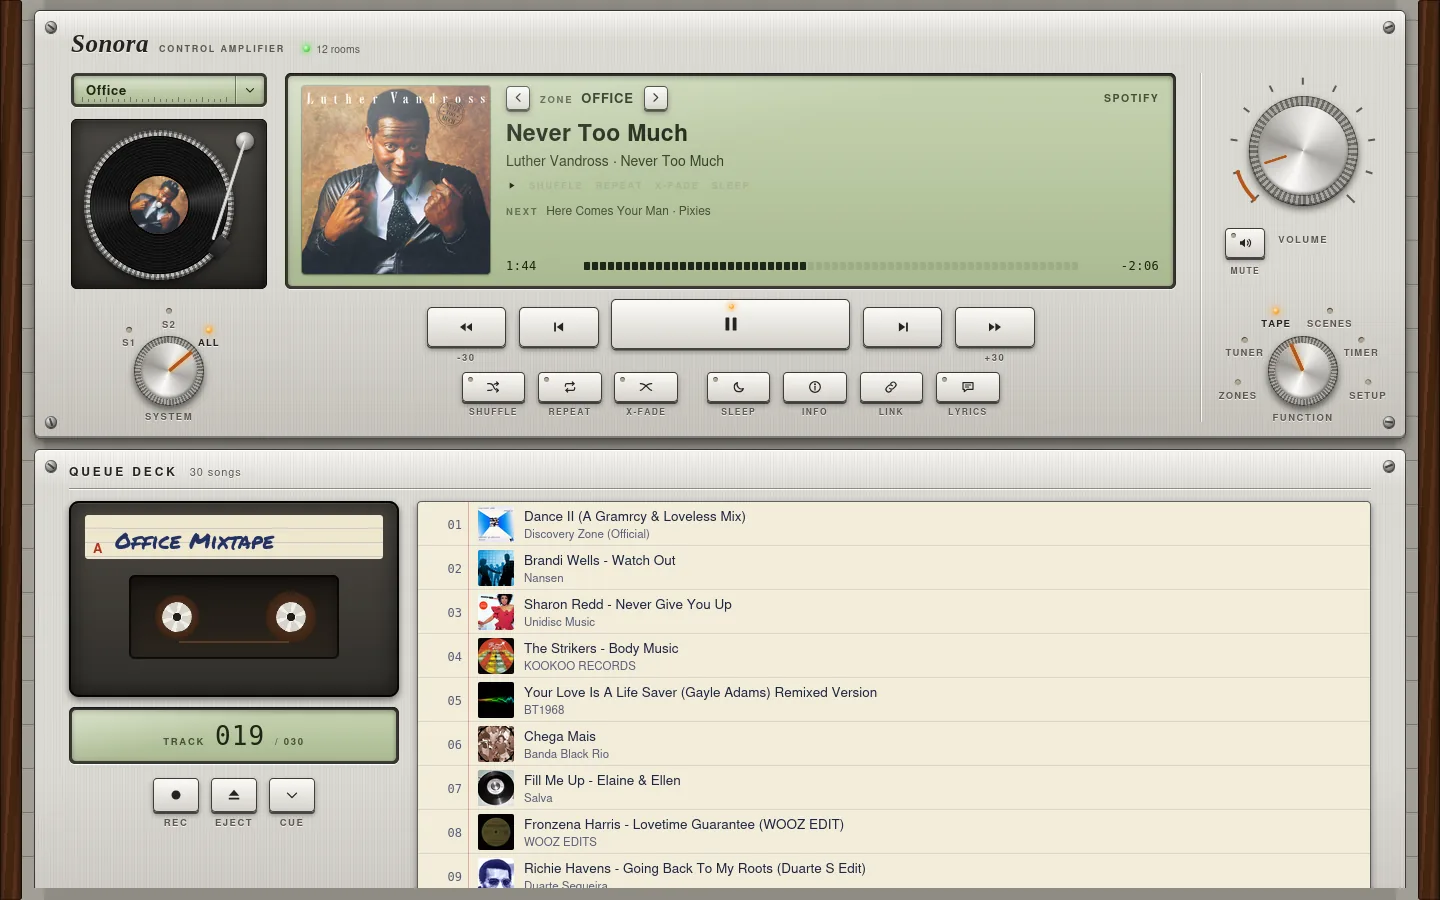 Sonora CONTROL AMPLIFIER 12 rooms
Office
Luther Vandross
ZONE OFFICE
SPOTIFY
Never Too Much
Luther Vandross · Never Too Much
SHUFFLE REPEAT X-FADE SLEEP
NEXT Here Comes Your Man · Pixies
1:44
-2:06
VOLUME
MUTE
S1
S2
ALL
SYSTEM
-30
+30
SHUFFLE
REPEAT
X-FADE
SLEEP
INFO
LINK
LYRICS
TAPE
SCENES
TUNER
TIMER
ZONES
SETUP
FUNCTION
QUEUE DECK 30 songs
A Office Mixtape
TRACK 019 / 030
REC
EJECT
CUE
01 Dance II (A Gramrcy & Loveless Mix)
Discovery Zone (Official)
02 Brandi Wells - Watch Out
Nansen
03 Sharon Redd - Never Give You Up
Unidisc Music
04 The Strikers - Body Music
KOOKOO RECORDS
05 Your Love Is A Life Saver (Gayle Adams) Remixed Version
BT1968
06 Chega Mais
Banda Black Rio
07 Fill Me Up - Elaine & Ellen
Salva
08 Fronzena Harris - Lovetime Guarantee (WOOZ EDIT)
WOOZ EDITS
09 Richie Havens - Going Back To My Roots (Duarte S Edit)
Duarte Sequeira